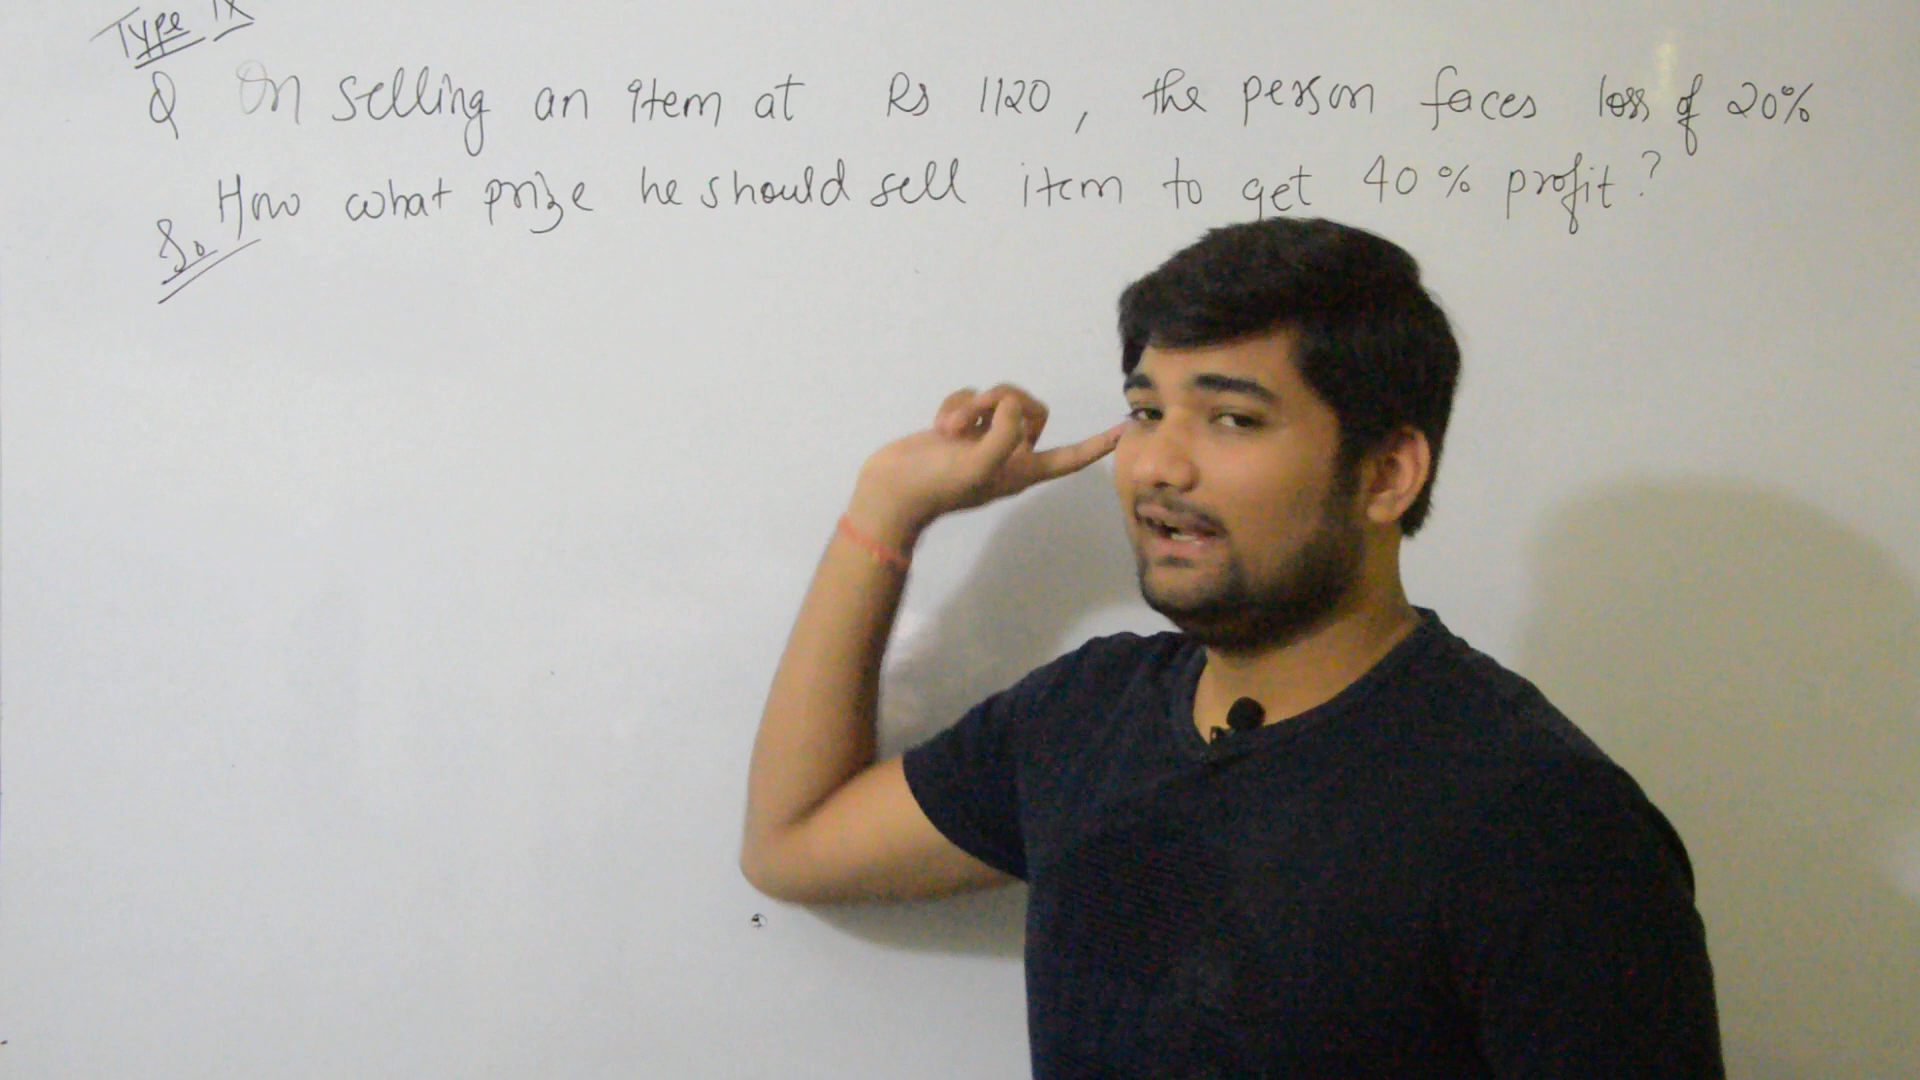 Type IX
Q On selling an item at Rs 1120, the person faces loss of 20%
How what prize he should sell item to get 40% profit?
So